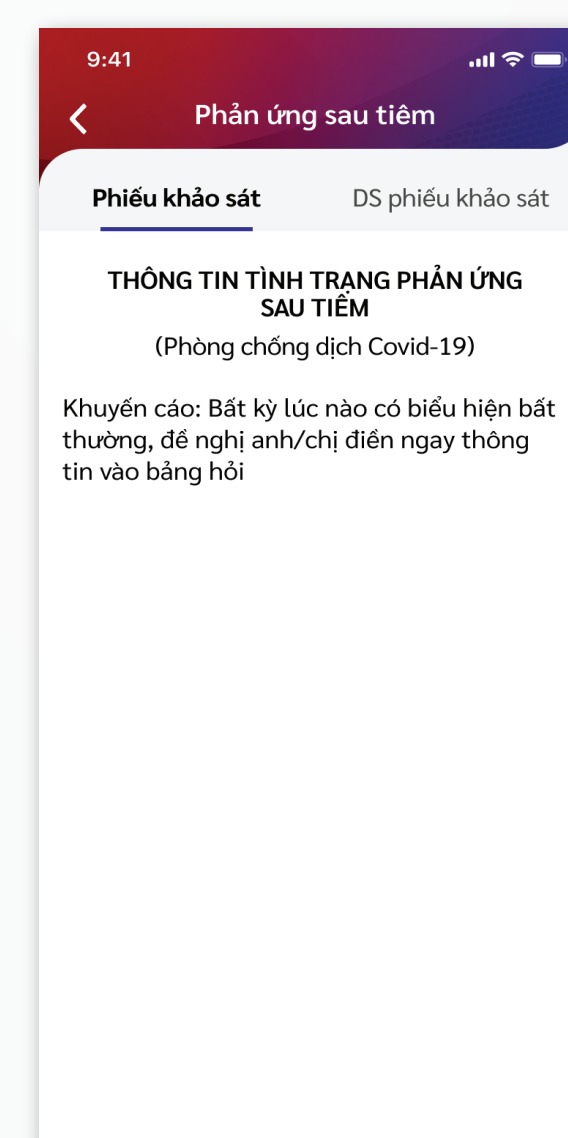 9:41
Phản ứng sau tiêm
Phiếu khảo sát
DS phiếu khảo sát
THÔNG TIN TÌNH TRẠNG PHẢN ỨNG
SAU TIÊM
(Phòng chống dịch Covid-19)
Khuyến cáo: Bất kỳ lúc nào có biểu hiện bất
thường, đề nghị anh/chị điền ngay thông
tin vào bảng hỏi